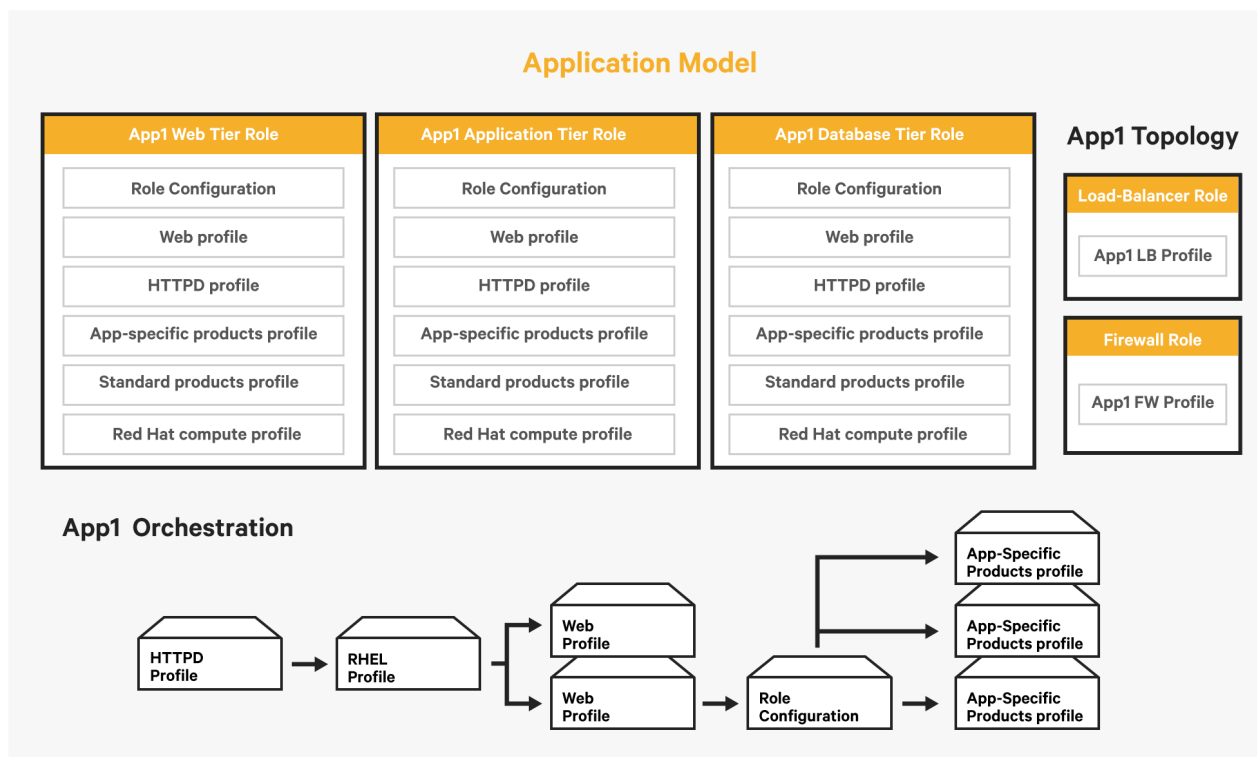 Application Model
App1 Web Tier Role
Role Configuration
Web profile
HTTPD profile
App-specific products profile
Standard products profile
Red Hat compute profile
App1 Application Tier Role
Role Configuration
Web profile
HTTPD profile
App-specific products profile
Standard products profile
Red Hat compute profile
App1 Database Tier Role
Role Configuration
Web profile
HTTPD profile
App-specific products profile
Standard products profile
Red Hat compute profile
App1 Topology
Load-Balancer Role
App1 LB Profile
Firewall Role
App1 FW Profile
App1 Orchestration
HTTPD
Profile
RHEL
Profile
Web
Profile
Web
Profile
Role
Configuration
App-Specific
Products profile
App-Specific
Products profile
App-Specific
Products profile